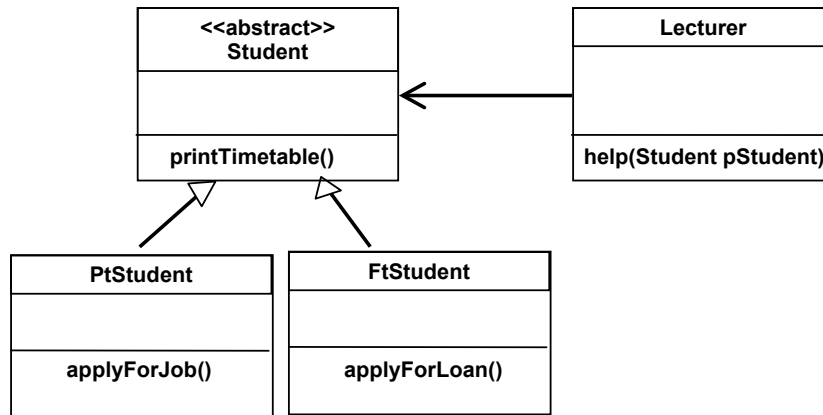 <<abstract>>
Student
printTimetable()
Lecturer
help(Student pStudent)
PtStudent
applyForJob()
FtStudent
applyForLoan()